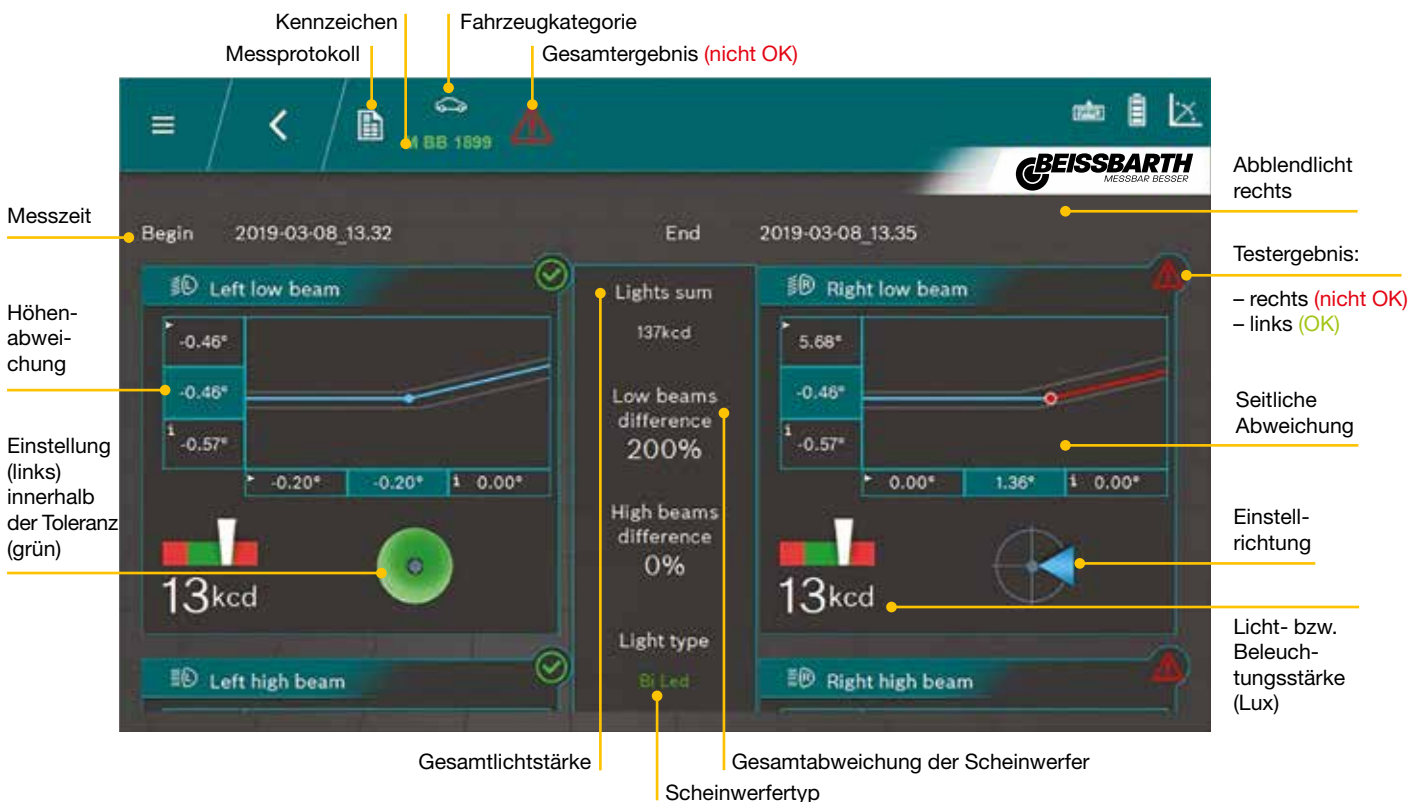 Kennzeichen
Fahrzeugkategorie
Messprotokoll
Gesamtergebnis (nicht OK)
M BB 1899
BEISSBARTH
MESSBAR BESSER
Abblendlicht
rechts
Messzeit
Begin 2019-03-08_13.32 End 2019-03-08_13.35
Testergebnis:
– rechts (nicht OK)
– links (OK)
Left low beam
Lights sum
137kcd
Low beams
difference
200%
High beams
difference
0%
Light type
Bi Led
Right low beam
Höhen-
abwei-
chung
-0.46°
-0.46°
i -0.57°
-0.20° -0.20° i 0.00°
13kcd
5.68°
-0.46°
i -0.57°
0.00° 1.36° i 0.00°
13kcd
Seitliche
Abweichung
Einstellung
(links)
innerhalb
der Toleranz
(grün)
Einstell-
richtung
Licht- bzw.
Beleuch-
tungsstärke
(Lux)
Left high beam
Right high beam
Gesamtlichtstärke
Gesamtabweichung der Scheinwerfer
Scheinwerfertyp